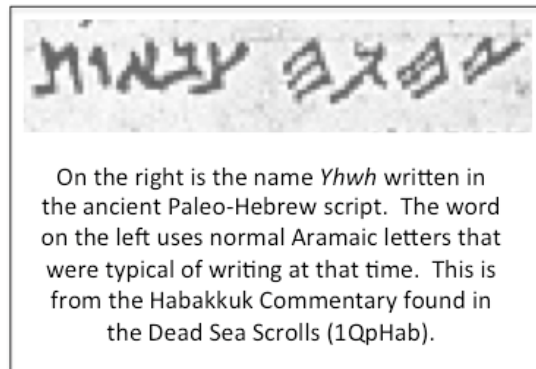 𐤉𐤄𐤅𐤄 צבאות
On the right is the name Yhwh written in
the ancient Paleo-Hebrew script. The word
on the left uses normal Aramaic letters that
were typical of writing at that time. This is
from the Habakkuk Commentary found in
the Dead Sea Scrolls (1QpHab).